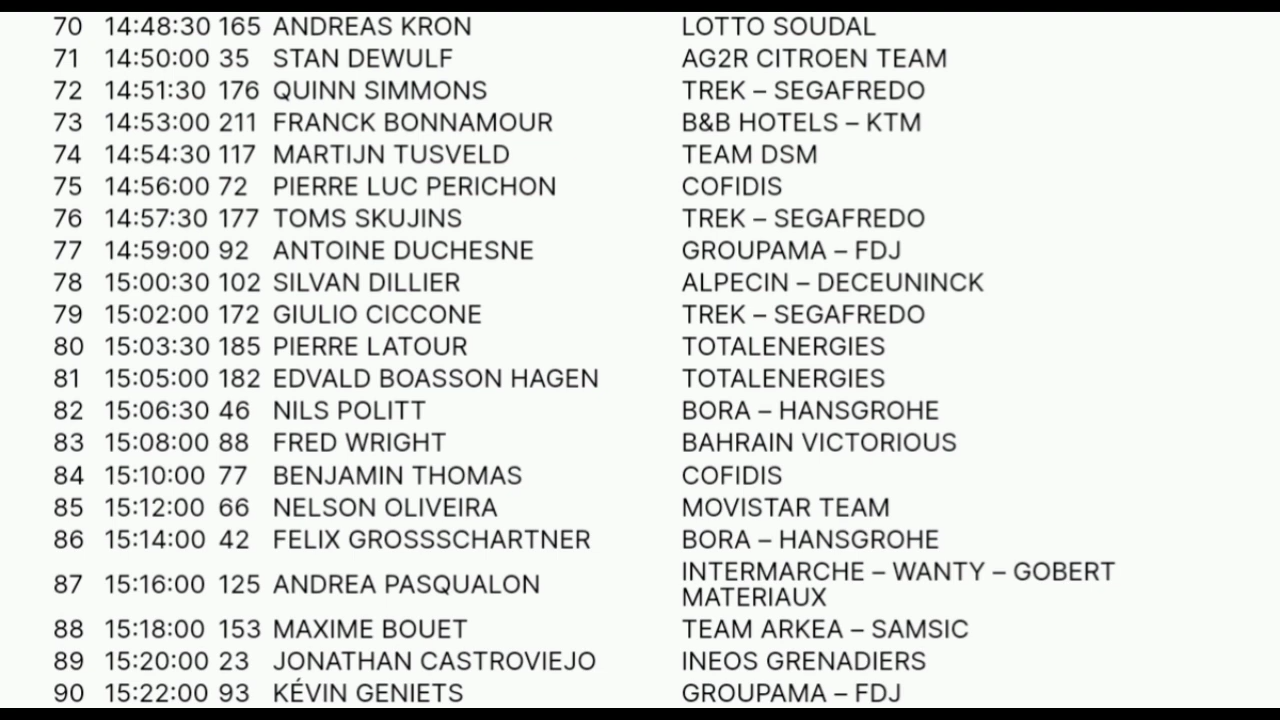 70 14:48:30 165 ANDREAS KRON LOTTO SOUDAL
71 14:50:00 35 STAN DEWULF AG2R CITROEN TEAM
72 14:51:30 176 QUINN SIMMONS TREK – SEGAFREDO
73 14:53:00 211 FRANCK BONNAMOUR B&B HOTELS – KTM
74 14:54:30 117 MARTIJN TUSVELD TEAM DSM
75 14:56:00 72 PIERRE LUC PERICHON COFIDIS
76 14:57:30 177 TOMS SKUJINS TREK – SEGAFREDO
77 14:59:00 92 ANTOINE DUCHESNE GROUPAMA – FDJ
78 15:00:30 102 SILVAN DILLIER ALPECIN – DECEUNINCK
79 15:02:00 172 GIULIO CICCONE TREK – SEGAFREDO
80 15:03:30 185 PIERRE LATOUR TOTALENERGIES
81 15:05:00 182 EDVALD BOASSON HAGEN TOTALENERGIES
82 15:06:30 46 NILS POLITT BORA – HANSGROHE
83 15:08:00 88 FRED WRIGHT BAHRAIN VICTORIOUS
84 15:10:00 77 BENJAMIN THOMAS COFIDIS
85 15:12:00 66 NELSON OLIVEIRA MOVISTAR TEAM
86 15:14:00 42 FELIX GROSSSCHARTNER BORA – HANSGROHE
87 15:16:00 125 ANDREA PASQUALON INTERMARCHE – WANTY – GOBERT
MATERIAUX
88 15:18:00 153 MAXIME BOUET TEAM ARKEA – SAMSIC
89 15:20:00 23 JONATHAN CASTROVIEJO INEOS GRENADIERS
90 15:22:00 93 KÉVIN GENIETS GROUPAMA – FDJ